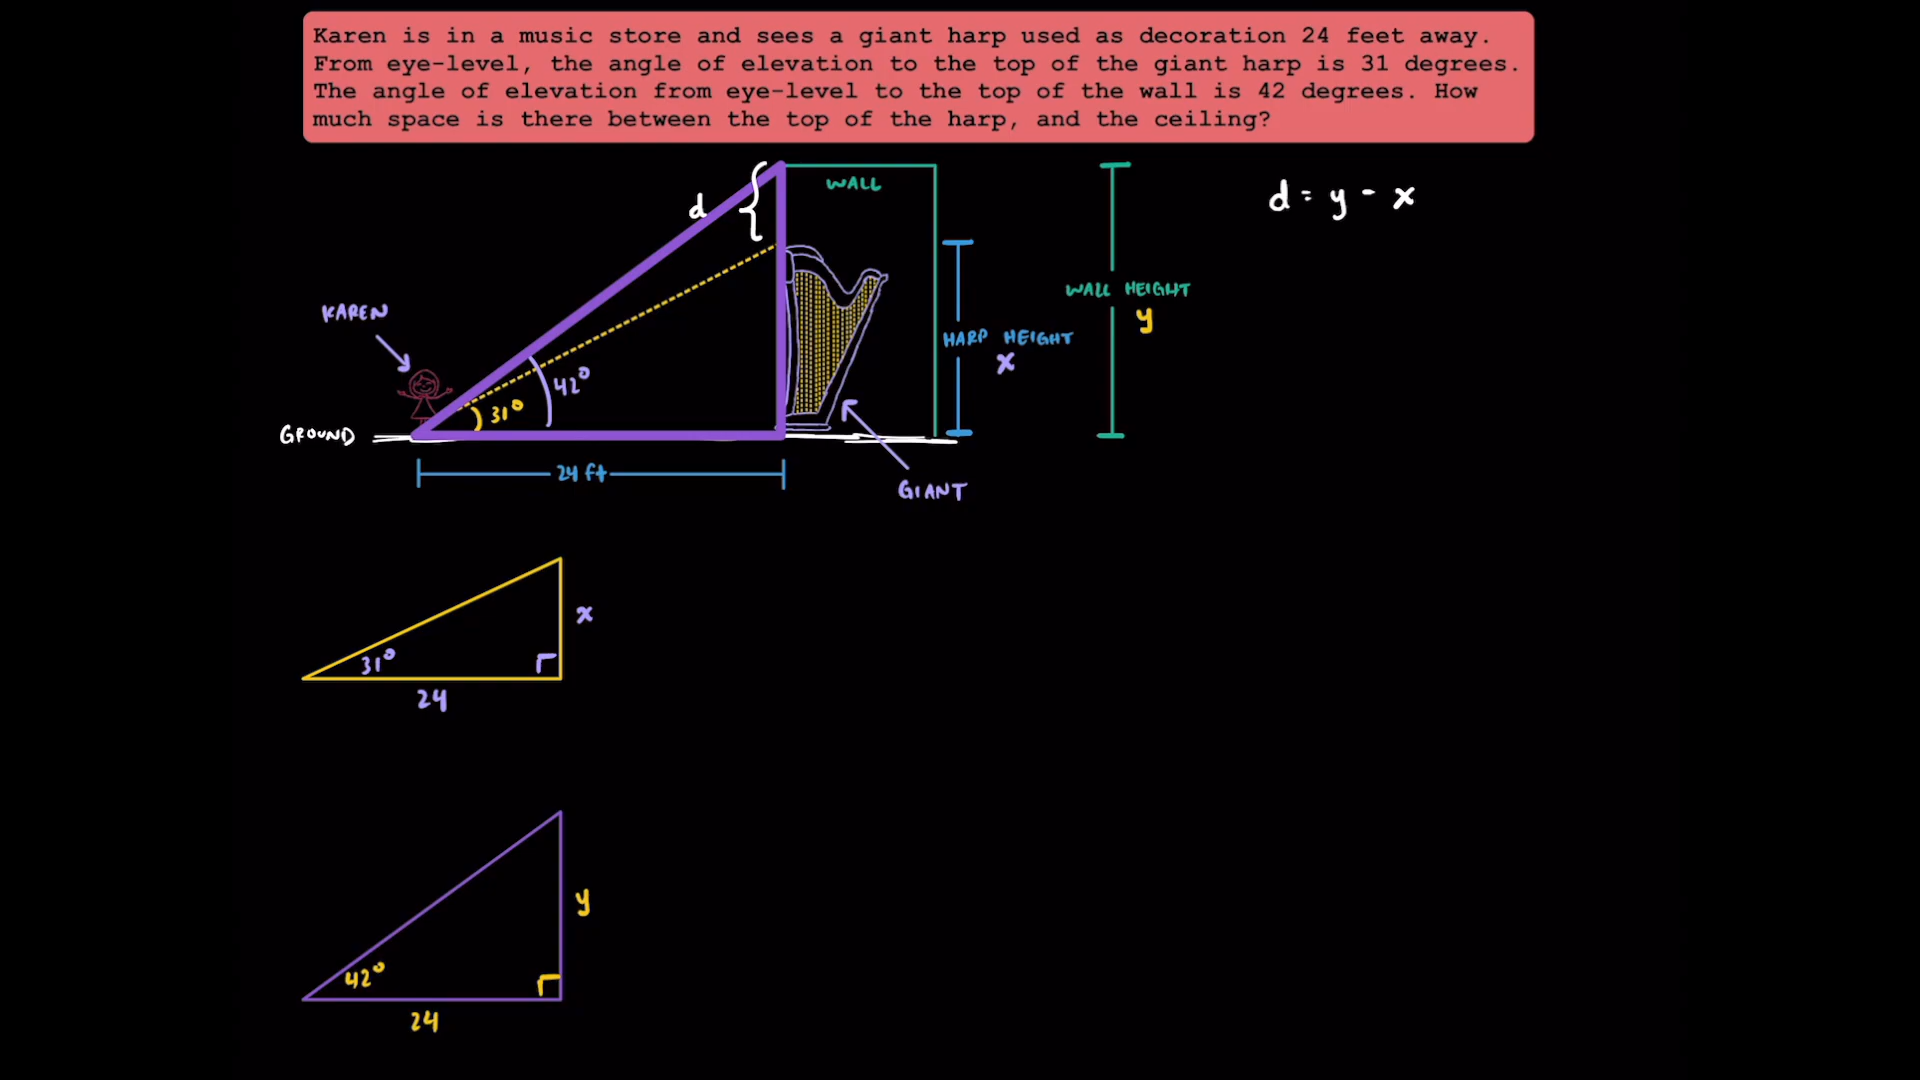 Karen is in a music store and sees a giant harp used as decoration 24 feet away.
From eye-level, the angle of elevation to the top of the giant harp is 31 degrees.
The angle of elevation from eye-level to the top of the wall is 42 degrees. How
much space is there between the top of the harp, and the ceiling?
WALL
d
d = y - x
WALL HEIGHT
y
KAREN
HARP HEIGHT
x
42°
31°
GROUND
24 ft
GIANT
x
31°
24
y
42°
24